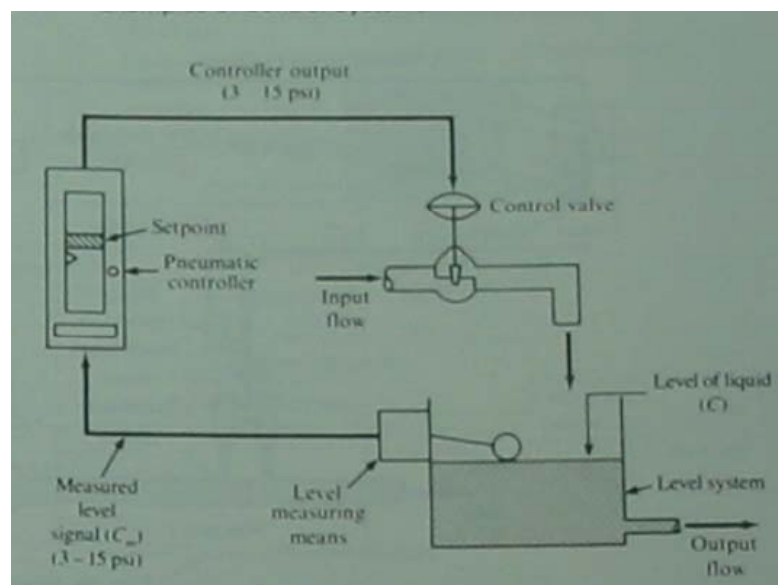 Controller output
(3 – 15 psi)
Setpoint
Control valve
Pneumatic
controller
Input
flow
Level of liquid
(C)
Measured
level
signal (Cm)
(3 – 15 psi)
Level
measuring
means
Level system
Output
flow